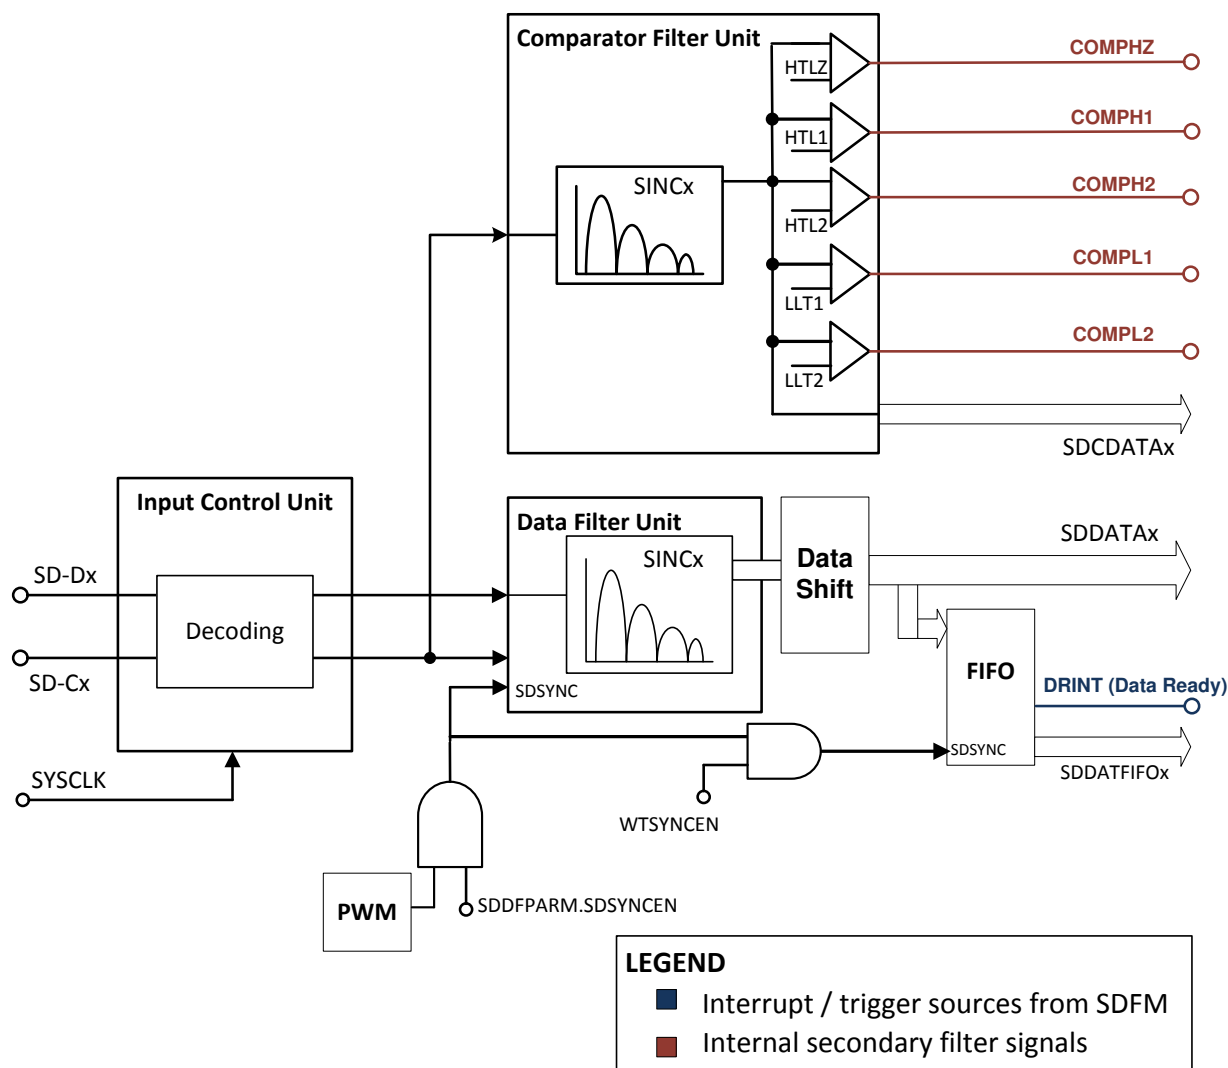 Comparator Filter Unit
COMPHZ
HTLZ
COMPH1
HTL1
SINCx
COMPH2
HTL2
COMPL1
LLT1
COMPL2
LLT2
SDCDATAx
Input Control Unit
Data Filter Unit
SINCx
Data
Shift
SDDATAx
SD-Dx
Decoding
SD-Cx
SDSYNC
FIFO
DRINT (Data Ready)
SDSYNC
SDDATFIFOx
SYSCLK
WTSYNCEN
PWM
SDDFPARM.SDSYNCEN
LEGEND
Interrupt / trigger sources from SDFM
Internal secondary filter signals